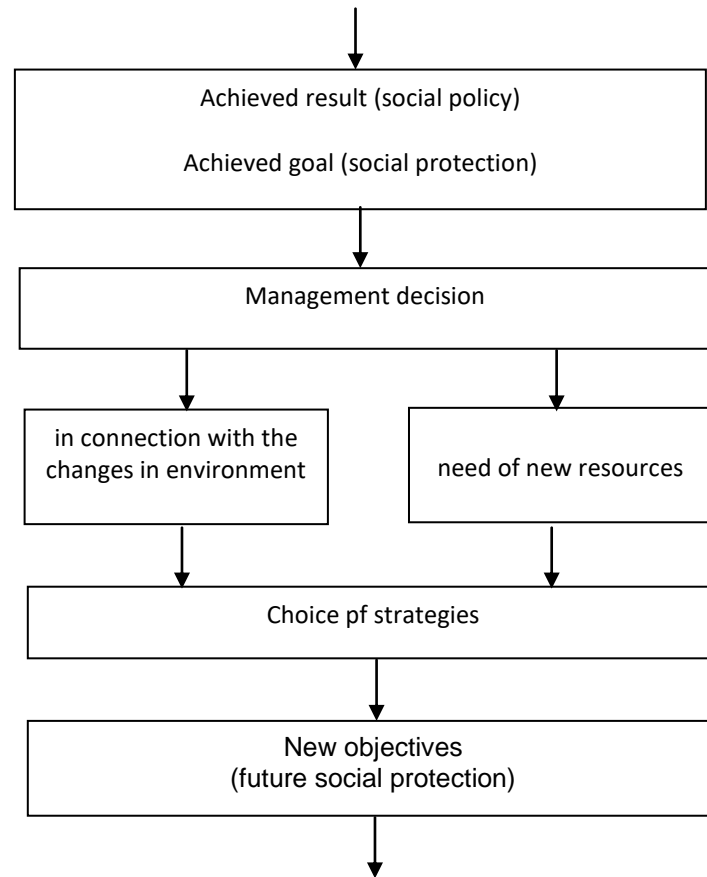 Achieved result (social policy)
Achieved goal (social protection)
Management decision
in connection with the
changes in environment
need of new resources
Choice pf strategies
New objectives
(future social protection)